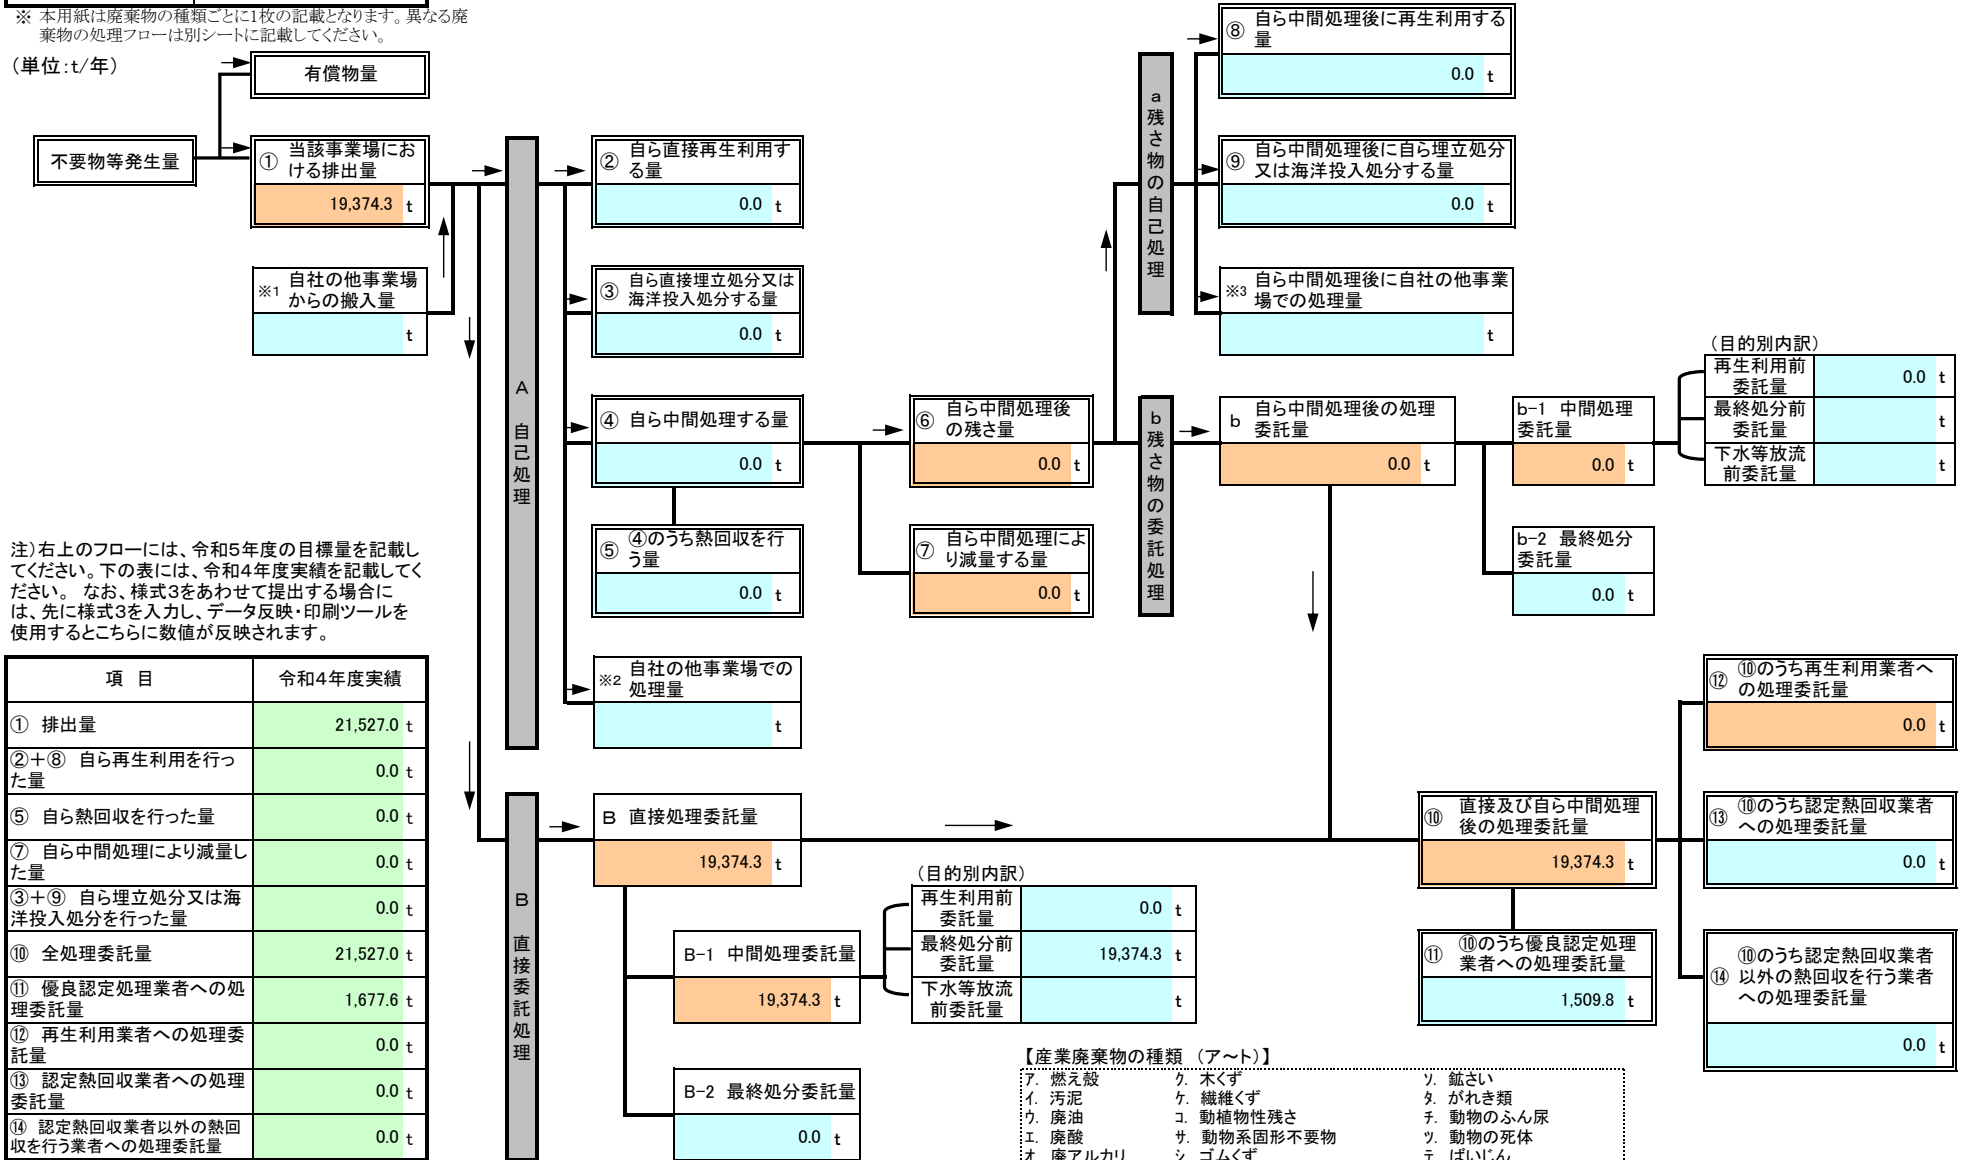 ※ 本用紙は廃棄物の種類ごとに1枚の記載となります。異なる廃
棄物の処理フローは別シートに記載してください。
(単位:t/年)
有償物量
不要物等発生量
① 当該事業場にお
ける排出量
19,374.3 t
※1 自社の他事業場
からの搬入量
t
A 自己処理
② 自ら直接再生利用す
る量
0.0 t
③ 自ら直接埋立処分又は
海洋投入処分する量
0.0 t
④ 自ら中間処理する量
0.0 t
⑤ ④のうち熱回収を行
う量
0.0 t
※2 自社の他事業場での
処理量
t
⑥ 自ら中間処理後
の残さ量
0.0 t
⑦ 自ら中間処理によ
り減量する量
0.0 t
a 残さ物の自己処理
⑧ 自ら中間処理後に再生利用する
量
0.0 t
⑨ 自ら中間処理後に自ら埋立処分
又は海洋投入処分する量
0.0 t
※3 自ら中間処理後に自社の他事業
場での処理量
t
b 残さ物の委託処理
b 自ら中間処理後の処理
委託量
0.0 t
b-1 中間処理
委託量
0.0 t
(目的別内訳)
再生利用前
委託量
0.0 t
最終処分前
委託量
t
下水等放流
前委託量
t
b-2 最終処分
委託量
0.0 t
注)右上のフローには、令和5年度の目標量を記載し
てください。下の表には、令和4年度実績を記載してく
ださい。 なお、様式3をあわせて提出する場合に
は、先に様式3を入力し、データ反映・印刷ツールを
使用するとこちらに数値が反映されます。
項 目 令和4年度実績
① 排出量 21,527.0 t
②+⑧ 自ら再生利用を行っ
た量 0.0 t
⑤ 自ら熱回収を行った量 0.0 t
⑦ 自ら中間処理により減量し
た量 0.0 t
③+⑨ 自ら埋立処分又は海
洋投入処分を行った量 0.0 t
⑩ 全処理委託量 21,527.0 t
⑪ 優良認定処理業者への処
理委託量 1,677.6 t
⑫ 再生利用業者への処理委
託量 0.0 t
⑬ 認定熱回収業者への処理
委託量 0.0 t
⑭ 認定熱回収業者以外の熱回
収を行う業者への処理委託量 0.0 t
B 直接委託処理
B 直接処理委託量
19,374.3 t
B-1 中間処理委託量
19,374.3 t
(目的別内訳)
再生利用前
委託量
0.0 t
最終処分前
委託量
19,374.3 t
下水等放流
前委託量
t
B-2 最終処分委託量
0.0 t
⑩ 直接及び自ら中間処理
後の処理委託量
19,374.3 t
⑪ ⑩のうち優良認定処理
業者への処理委託量
1,509.8 t
⑫ ⑩のうち再生利用業者へ
の処理委託量
0.0 t
⑬ ⑩のうち認定熱回収業者
への処理委託量
0.0 t
⑭ ⑩のうち認定熱回収業者
以外の熱回収を行う業者
への処理委託量
0.0 t
【産業廃棄物の種類 (ア~ト)】
ア. 燃え殻 ク. 木くず ソ. 鉱さい
イ. 汚泥 ケ. 繊維くず タ. がれき類
ウ. 廃油 コ. 動植物性残さ チ. 動物のふん尿
エ. 廃酸 サ. 動物系固形不要物 ツ. 動物の死体
オ. 廃アルカリ シ. ゴムくず テ. ばいじん